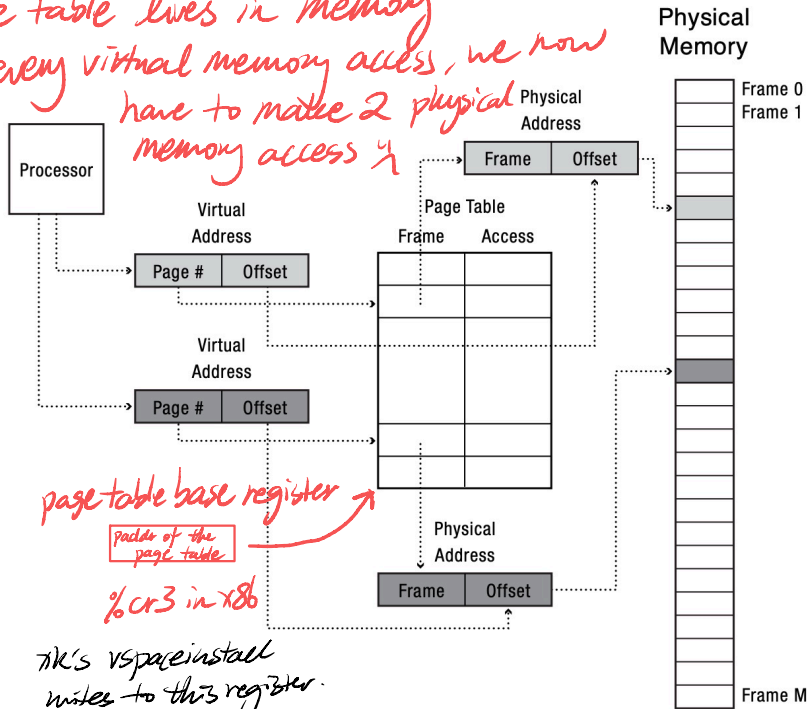 e table lives in memory
every virtual memory access, we now
have to make 2 physical
memory access
Physical
Memory
Frame 0
Frame 1
Physical
Address
Processor
Frame Offset
Virtual
Address
Page Table
Frame Access
Page # Offset
Virtual
Address
Page # Offset
page table base register
paddr of the
page table
Physical
Address
Frame Offset
%cr3 in x86
xk's vspaceinstall
writes to this register.
Frame M